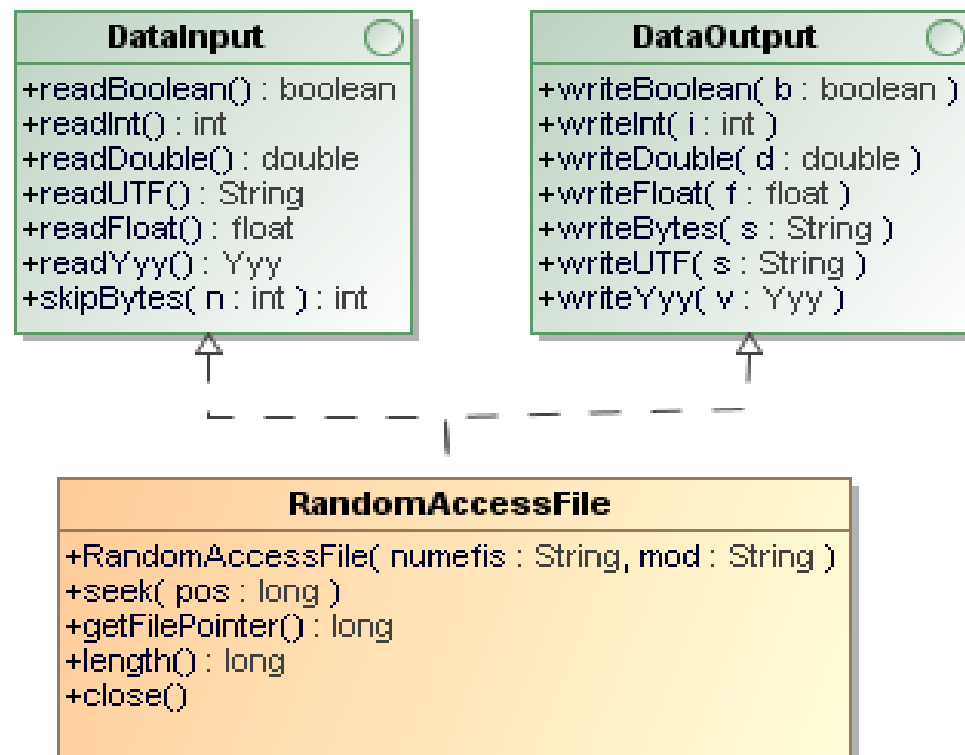 DataInput
+readBoolean() : boolean
+readInt() : int
+readDouble() : double
+readUTF() : String
+readFloat() : float
+readYyy() : Yyy
+skipBytes( n : int ) : int
DataOutput
+writeBoolean( b : boolean )
+writeInt( i : int )
+writeDouble( d : double )
+writeFloat( f : float )
+writeBytes( s : String )
+writeUTF( s : String )
+writeYyy( v : Yyy )
RandomAccessFile
+RandomAccessFile( numefis : String, mod : String )
+seek( pos : long )
+getFilePointer() : long
+length() : long
+close()